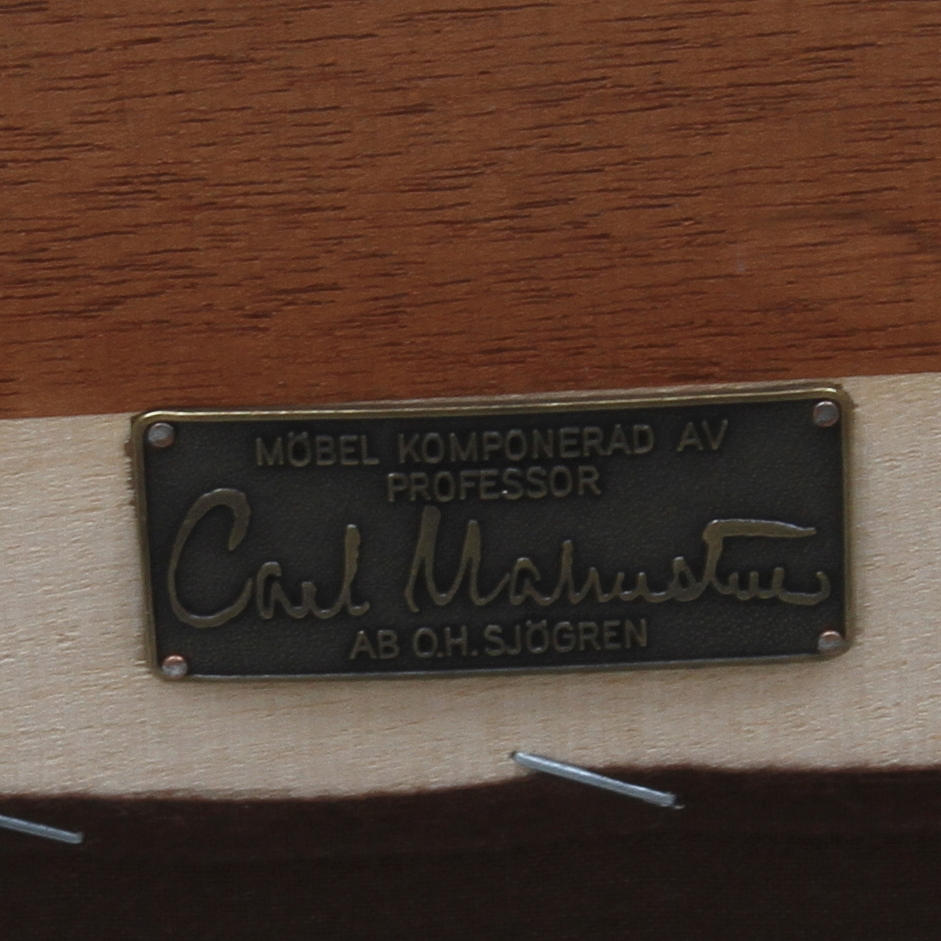 MÖBEL KOMPONERAD AV
PROFESSOR
Carl Malmsten
AB O.H. SJÖGREN